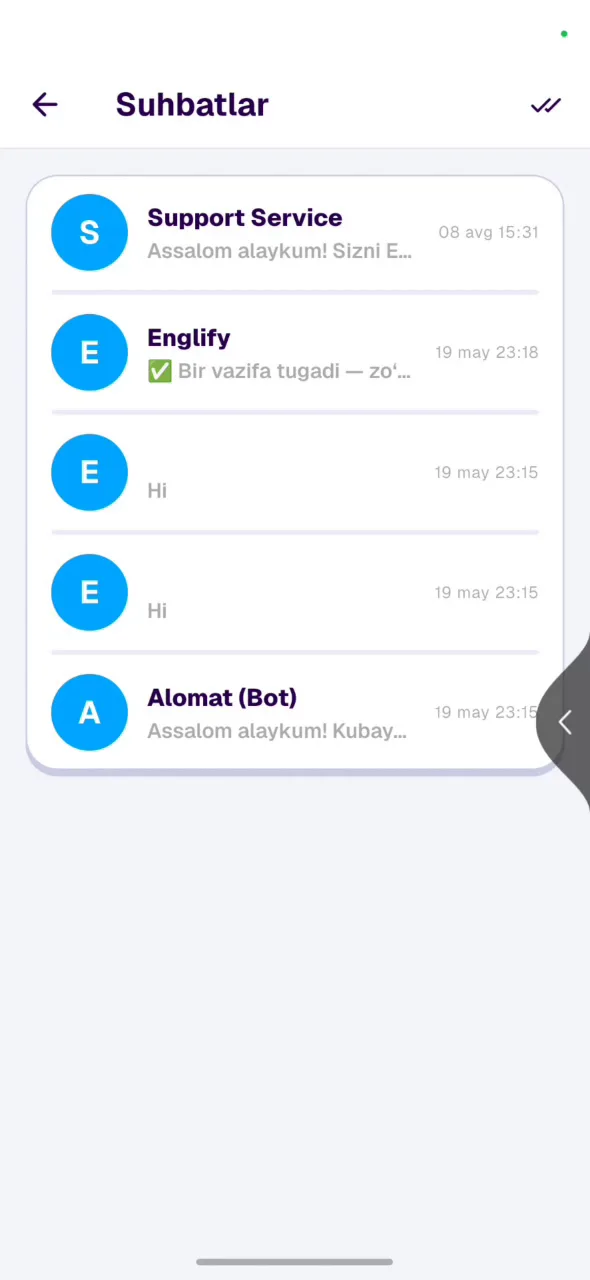 Suhbatlar
S
Support Service
08 avg 15:31
Assalom alaykum! Sizni E...
E
Englify
19 may 23:18
✅ Bir vazifa tugadi — zo‘...
E
19 may 23:15
Hi
E
19 may 23:15
Hi
A
Alomat (Bot)
19 may 23:15
Assalom alaykum! Kubay...